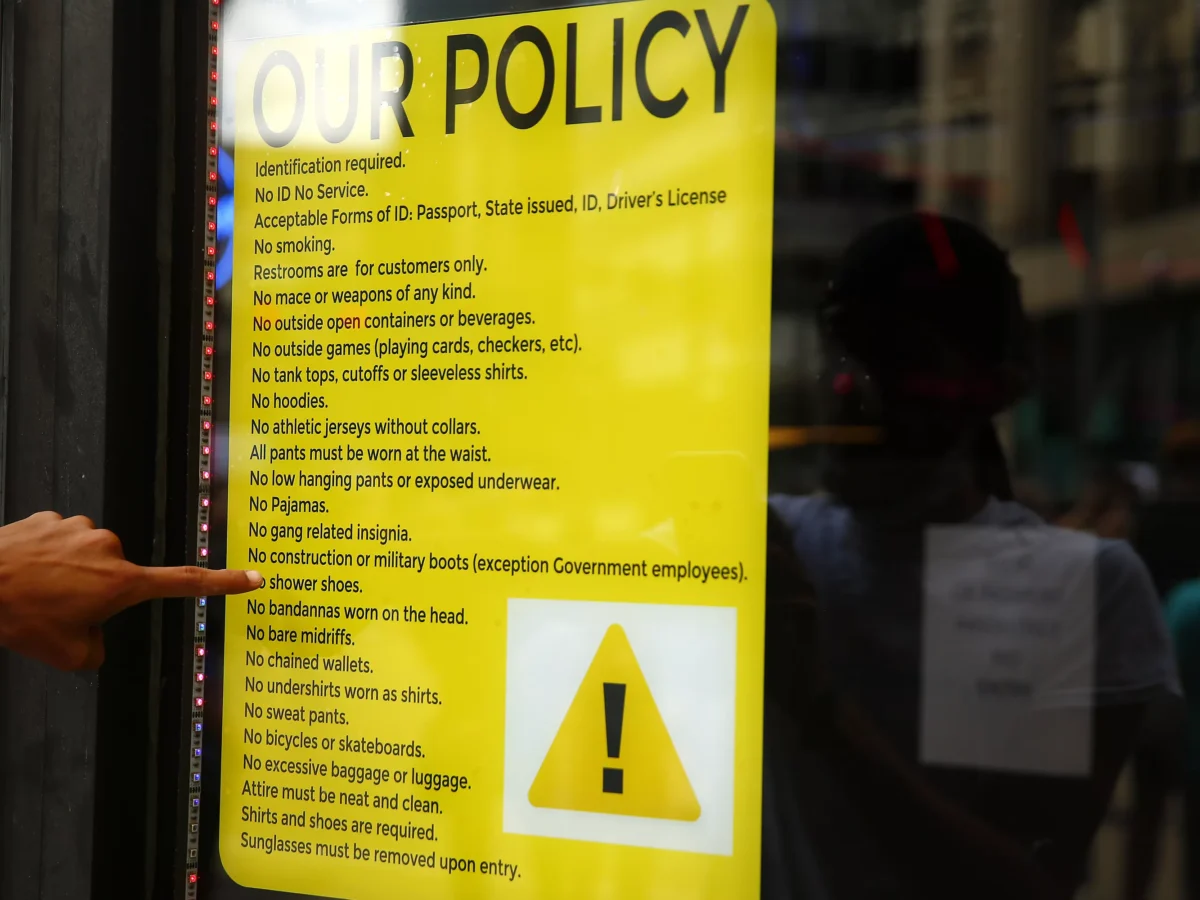 OUR POLICY
Identification required.
No ID No Service.
Acceptable Forms of ID: Passport, State issued, ID, Driver's License
No smoking.
Restrooms are for customers only.
No mace or weapons of any kind.
No outside open containers or beverages.
No outside games (playing cards, checkers, etc).
No tank tops, cutoffs or sleeveless shirts.
No hoodies.
No athletic jerseys without collars.
All pants must be worn at the waist.
No low hanging pants or exposed underwear.
No Pajamas.
No gang related insignia.
No construction or military boots (exception Government employees).
shower shoes.
No bandannas worn on the head.
No bare midriffs.
No chained wallets.
No undershirts worn as shirts.
No sweat pants.
No bicycles or skateboards.
No excessive baggage or luggage.
Attire must be neat and clean.
Shirts and shoes are required.
Sunglasses must be removed upon entry.
!